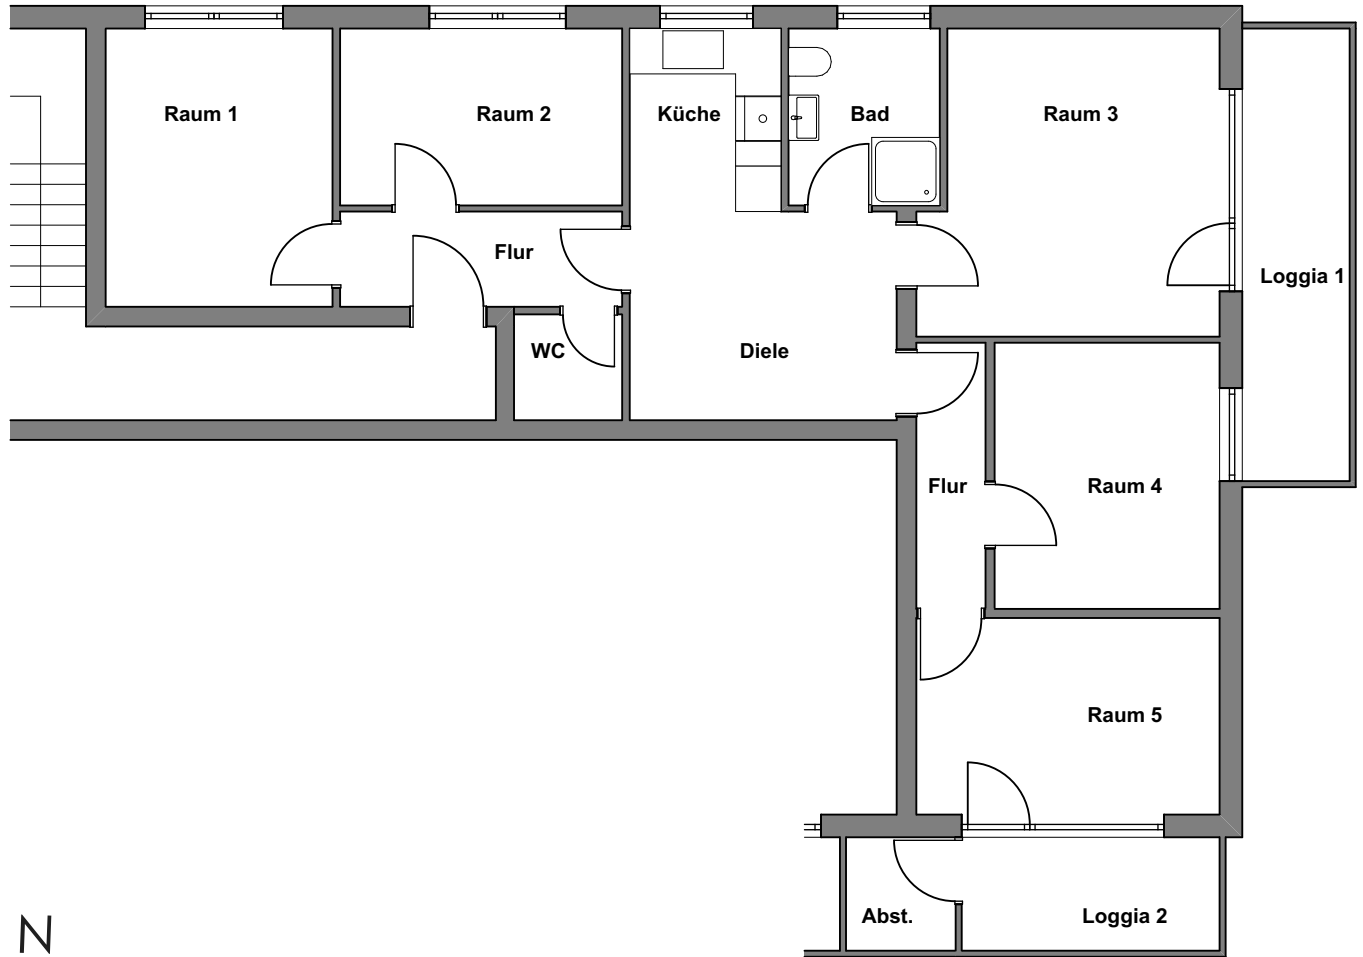 Raum 1
Raum 2
Küche
Bad
Raum 3
Flur
Loggia 1
WC
Diele
Flur
Raum 4
Raum 5
Abst.
Loggia 2
N